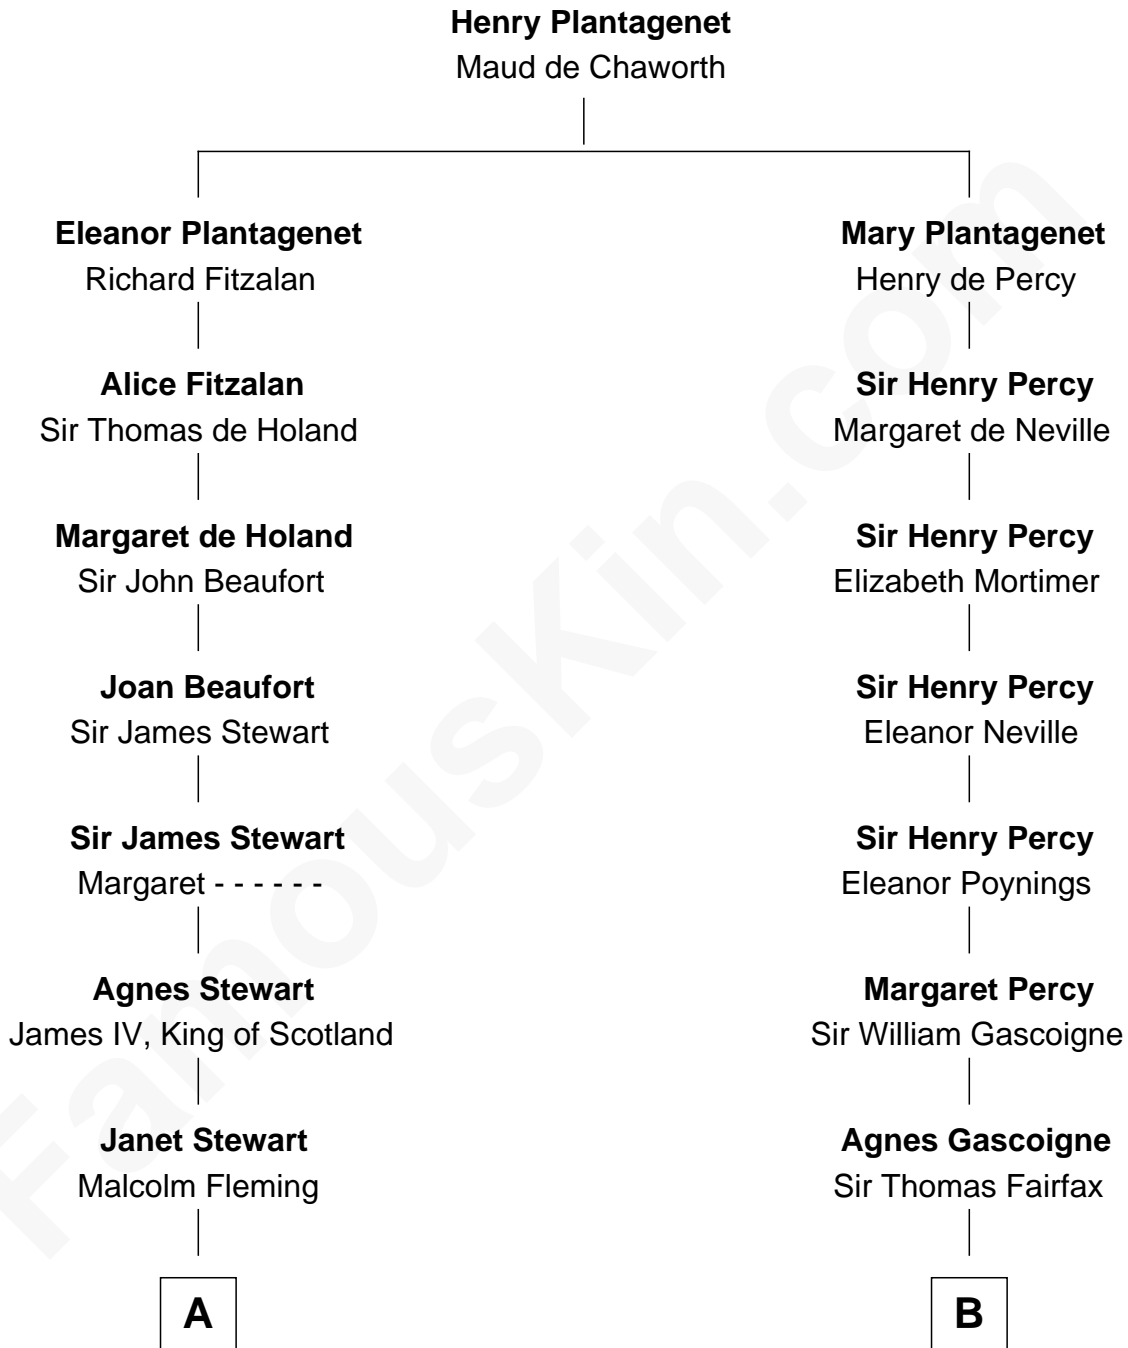 Henry Plantagenet
Maud de Chaworth
Eleanor Plantagenet
Richard Fitzalan
Mary Plantagenet
Henry de Percy
Alice Fitzalan
Sir Thomas de Holand
Sir Henry Percy
Margaret de Neville
Margaret de Holand
Sir John Beaufort
Sir Henry Percy
Elizabeth Mortimer
Joan Beaufort
Sir James Stewart
Sir Henry Percy
Eleanor Neville
Sir James Stewart
Margaret - - - - - -
Sir Henry Percy
Eleanor Poynings
Agnes Stewart
James IV, King of Scotland
Margaret Percy
Sir William Gascoigne
Janet Stewart
Malcolm Fleming
Agnes Gascoigne
Sir Thomas Fairfax
A
B
FamousKin.com